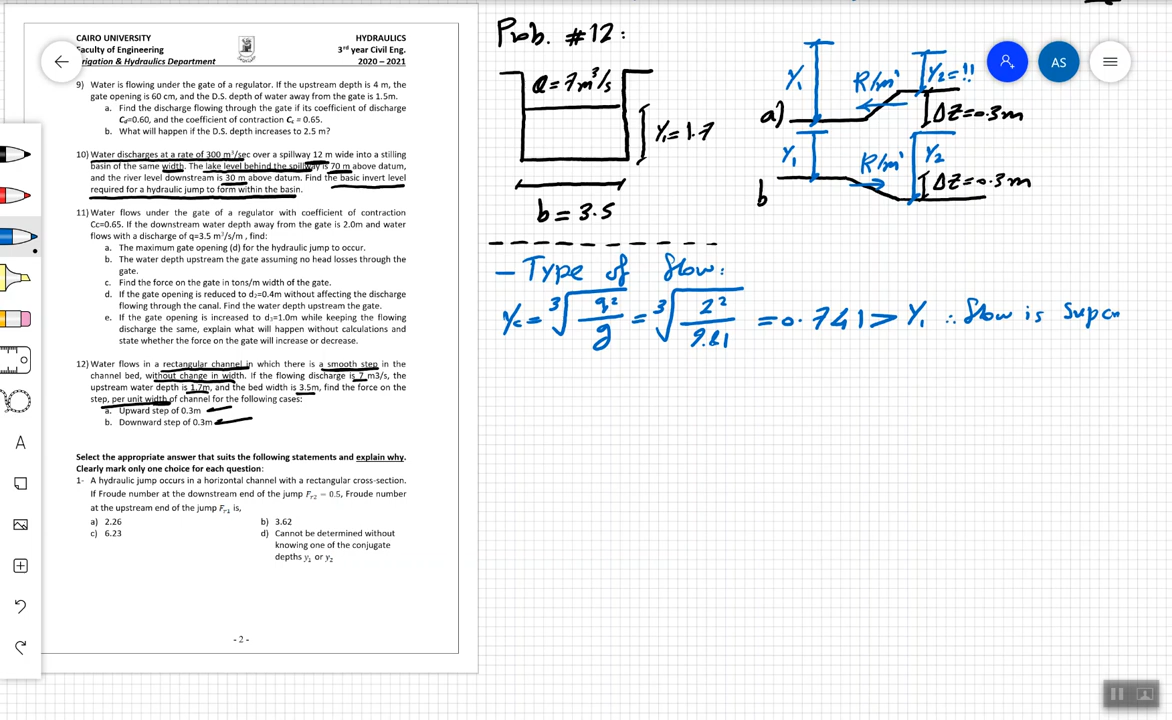 CAIRO UNIVERSITY
Faculty of Engineering
Irrigation & Hydraulics Department
HYDRAULICS
3rd year Civil Eng.
2020 – 2021
9) Water is flowing under the gate of a regulator. If the upstream depth is 4 m, the
gate opening is 60 cm, and the D.S. depth of water away from the gate is 1.5m.
a. Find the discharge flowing through the gate if its coefficient of discharge
Cd=0.60, and the coefficient of contraction Cc = 0.65.
b. What will happen if the D.S. depth increases to 2.5 m?
10) Water discharges at a rate of 300 m³/sec over a spillway 12 m wide into a stilling
basin of the same width. The lake level behind the spillway is 70 m above datum,
and the river level downstream is 30 m above datum. Find the basic invert level
required for a hydraulic jump to form within the basin.
11) Water flows under the gate of a regulator with coefficient of contraction
Cc=0.65. If the downstream water depth away from the gate is 2.0m and water
flows with a discharge of q=3.5 m³/s/m , find:
a. The maximum gate opening (d) for the hydraulic jump to occur.
b. The water depth upstream the gate assuming no head losses through the
gate.
c. Find the force on the gate in tons/m width of the gate.
d. If the gate opening is reduced to d2=0.4m without affecting the discharge
flowing through the canal. Find the water depth upstream the gate.
e. If the gate opening is increased to d3=1.0m while keeping the flowing
discharge the same, explain what will happen without calculations and
state whether the force on the gate will increase or decrease.
12) Water flows in a rectangular channel in which there is a smooth step in the
channel bed, without change in width. If the flowing discharge is 7 m3/s, the
upstream water depth is 1.7m, and the bed width is 3.5m, find the force on the
step, per unit width of channel for the following cases:
a. Upward step of 0.3m
b. Downward step of 0.3m
Select the appropriate answer that suits the following statements and explain why.
Clearly mark only one choice for each question:
1- A hydraulic jump occurs in a horizontal channel with a rectangular cross-section.
If Froude number at the downstream end of the jump Fr2 = 0.5, Froude number
at the upstream end of the jump Fr1 is,
a) 2.26
b) 3.62
c) 6.23
d) Cannot be determined without
knowing one of the conjugate
depths y1 or y2
- 2 -
Prob. #12:
Q = 7 m³/s
Y1 = 1.7
b = 3.5
a)
Y1
R/m'
Y2=!!
ΔZ=0.3m
b
Y1
R/m'
Y2
ΔZ=0.3m
- Type of flow:
Yc = ∛(q²/g) = ∛(2²/9.81) = 0.741 > Y1 ∴ flow is Supcr
AS
A